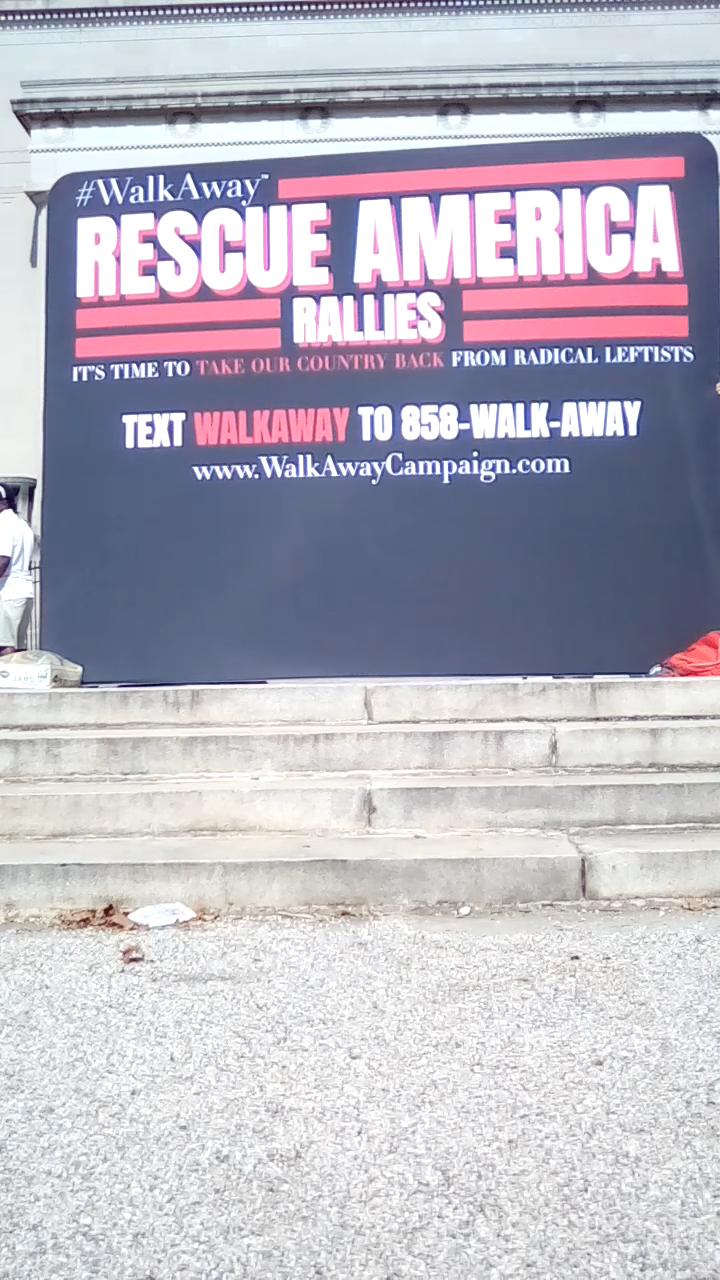 #WalkAway™
RESCUE AMERICA
RALLIES
IT'S TIME TO TAKE OUR COUNTRY BACK FROM RADICAL LEFTISTS
TEXT WALKAWAY TO 858-WALK-AWAY
www.WalkAwayCampaign.com